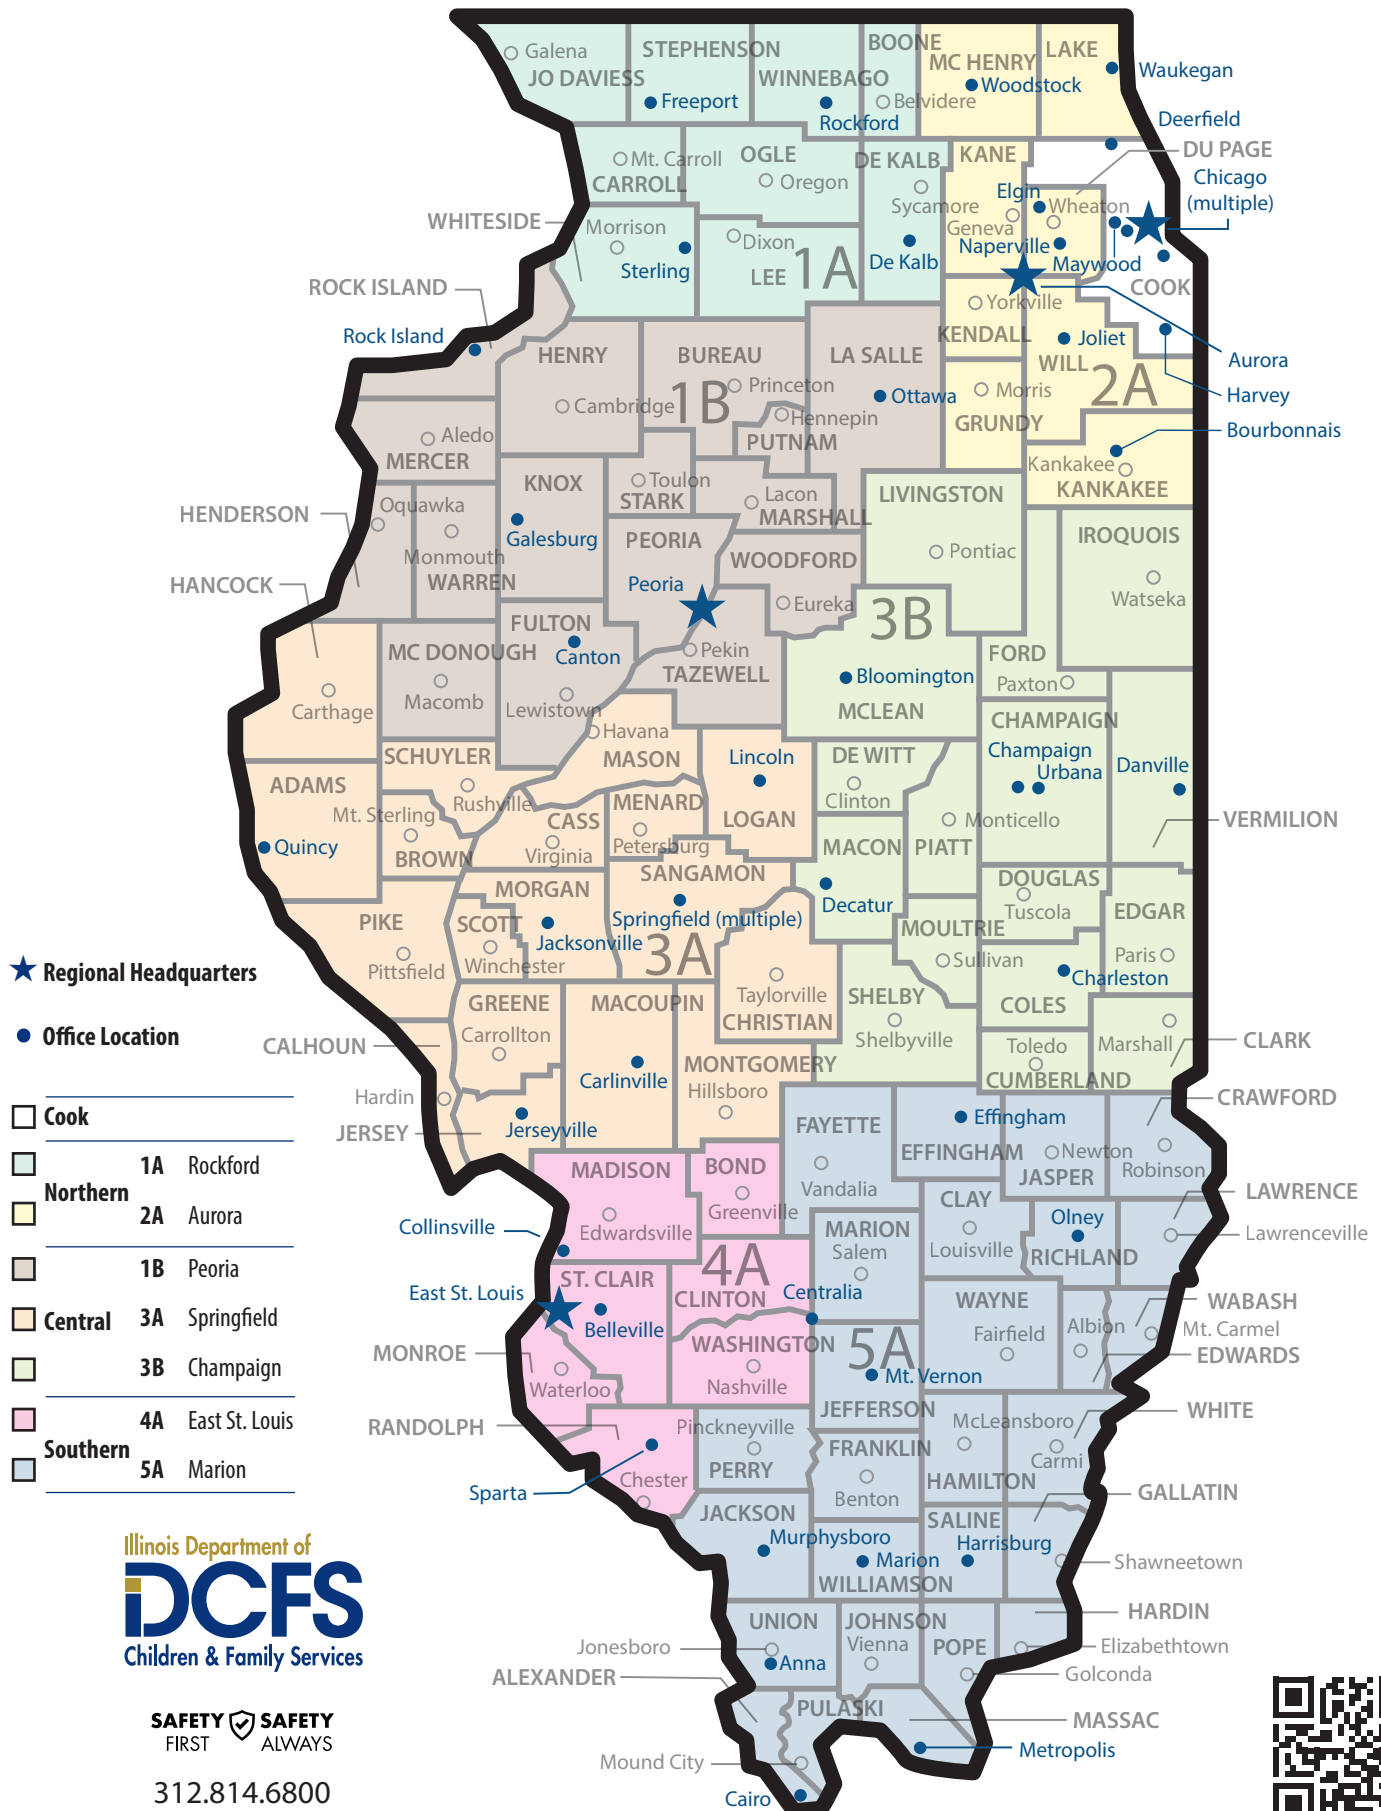 Galena
JO DAVIESS
STEPHENSON
Freeport
WINNEBAGO
Rockford
BOONE
Belvidere
MC HENRY
Woodstock
LAKE
Waukegan
Deerfield
DU PAGE
Chicago
(multiple)
Mt. Carroll
CARROLL
OGLE
Oregon
DE KALB
Sycamore
De Kalb
KANE
Elgin
Geneva
Wheaton
Naperville
Maywood
COOK
WHITESIDE
Morrison
Sterling
Dixon
LEE
1A
ROCK ISLAND
Rock Island
HENRY
Cambridge
BUREAU
Princeton
1B
Hennepin
PUTNAM
LA SALLE
Ottawa
Yorkville
KENDALL
Joliet
WILL
2A
Aurora
Harvey
Morris
GRUNDY
Bourbonnais
Kankakee
KANKAKEE
Aledo
MERCER
KNOX
Galesburg
Toulon
STARK
Lacon
MARSHALL
LIVINGSTON
Pontiac
IROQUOIS
Watseka
HENDERSON
Oquawka
Monmouth
WARREN
PEORIA
Peoria
WOODFORD
Eureka
HANCOCK
Carthage
MC DONOUGH
Macomb
FULTON
Canton
Lewistown
Pekin
TAZEWELL
3B
Bloomington
MCLEAN
FORD
Paxton
CHAMPAIGN
Champaign
Urbana
Danville
VERMILION
Havana
MASON
SCHUYLER
Rushville
ADAMS
Quincy
Mt. Sterling
BROWN
CASS
Virginia
MENARD
Petersburg
Lincoln
LOGAN
DE WITT
Clinton
Monticello
PIATT
MACON
Decatur
SANGAMON
Springfield (multiple)
3A
MORGAN
Jacksonville
SCOTT
Winchester
PIKE
Pittsfield
DOUGLAS
Tuscola
EDGAR
Paris
MOULTRIE
Sullivan
Charleston
COLES
Taylorville
CHRISTIAN
SHELBY
Shelbyville
GREENE
Carrollton
MACOUPIN
Carlinville
MONTGOMERY
Hillsboro
CALHOUN
Hardin
JERSEY
Jerseyville
Toledo
CUMBERLAND
Marshall
CLARK
CRAWFORD
Robinson
FAYETTE
Vandalia
Effingham
EFFINGHAM
Newton
JASPER
MADISON
Edwardsville
BOND
Greenville
Collinsville
CLAY
Louisville
Olney
RICHLAND
LAWRENCE
Lawrenceville
MARION
Salem
4A
CLINTON
Centralia
ST. CLAIR
East St. Louis
Belleville
WASHINGTON
Nashville
WAYNE
Fairfield
Albion
WABASH
Mt. Carmel
EDWARDS
MONROE
Waterloo
5A
Mt. Vernon
JEFFERSON
RANDOLPH
Sparta
Chester
Pinckneyville
PERRY
FRANKLIN
Benton
McLeansboro
HAMILTON
Carmi
WHITE
GALLATIN
Shawneetown
JACKSON
Murphysboro
Marion
WILLIAMSON
SALINE
Harrisburg
UNION
Jonesboro
Anna
JOHNSON
Vienna
POPE
Golconda
HARDIN
Elizabethtown
ALEXANDER
PULASKI
Mound City
Cairo
MASSAC
Metropolis
Regional Headquarters
Office Location
Cook
Northern
1A Rockford
2A Aurora
1B Peoria
Central 3A Springfield
3B Champaign
4A East St. Louis
Southern
5A Marion
Illinois Department of
DCFS
Children & Family Services
SAFETY SAFETY
FIRST ALWAYS
312.814.6800